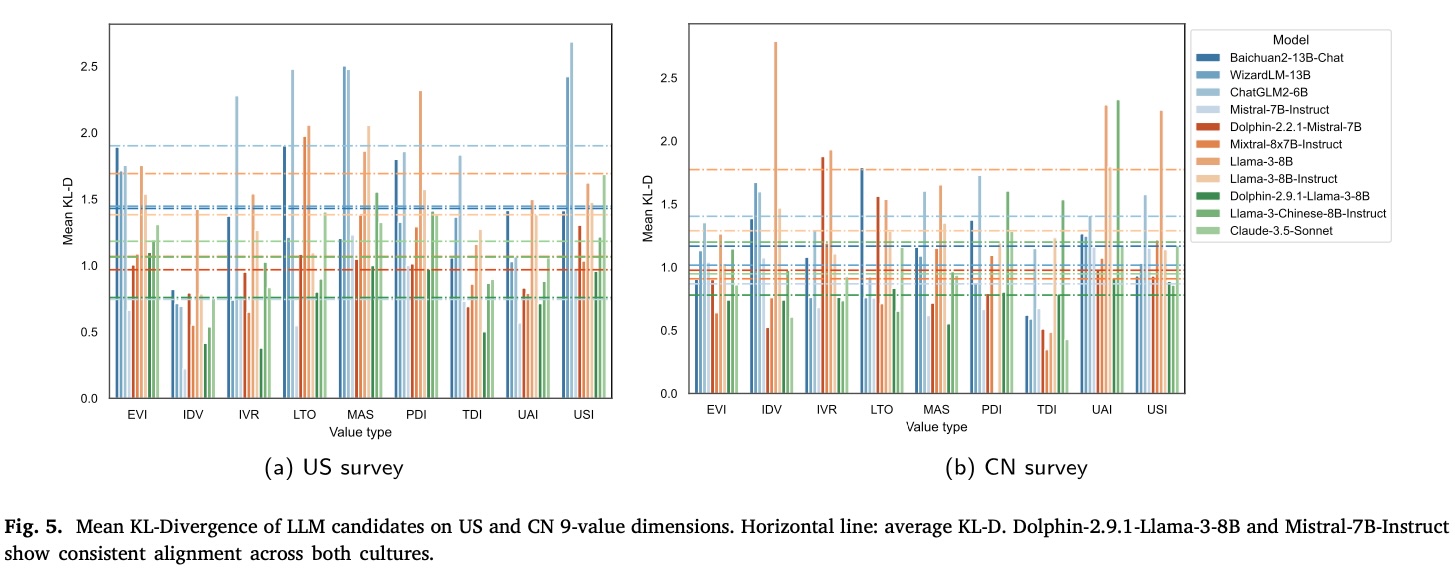 Mean KL-D
2.5
2.0
1.5
1.0
0.5
0.0
EVI IDV IVR LTO MAS PDI TDI UAI USI
Value type
(a) US survey
Mean KL-D
2.5
2.0
1.5
1.0
0.5
0.0
EVI IDV IVR LTO MAS PDI TDI UAI USI
Value type
(b) CN survey
Model
Baichuan2-13B-Chat
WizardLM-13B
ChatGLM2-6B
Mistral-7B-Instruct
Dolphin-2.2.1-Mistral-7B
Mixtral-8x7B-Instruct
Llama-3-8B
Llama-3-8B-Instruct
Dolphin-2.9.1-Llama-3-8B
Llama-3-Chinese-8B-Instruct
Claude-3.5-Sonnet
Fig. 5. Mean KL-Divergence of LLM candidates on US and CN 9-value dimensions. Horizontal line: average KL-D. Dolphin-2.9.1-Llama-3-8B and Mistral-7B-Instruct
show consistent alignment across both cultures.